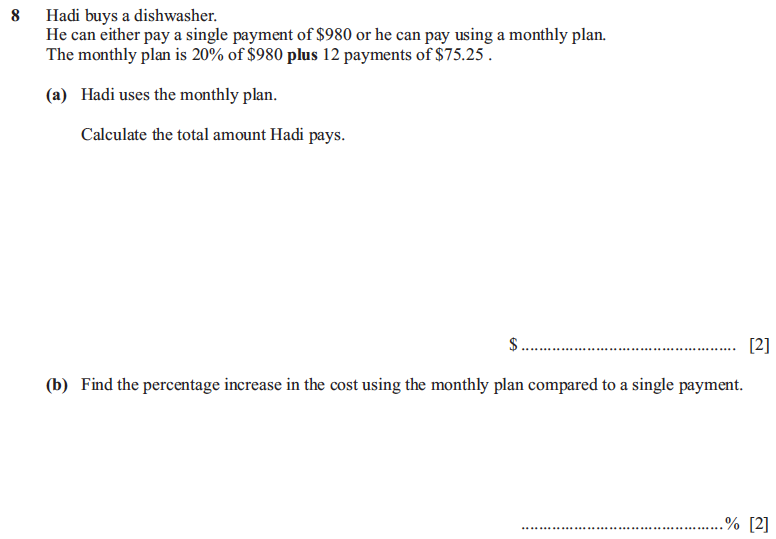 8 Hadi buys a dishwasher.
He can either pay a single payment of $980 or he can pay using a monthly plan.
The monthly plan is 20% of $980 plus 12 payments of $75.25 .
(a) Hadi uses the monthly plan.
Calculate the total amount Hadi pays.
$ ................................................. [2]
(b) Find the percentage increase in the cost using the monthly plan compared to a single payment.
..............................................% [2]